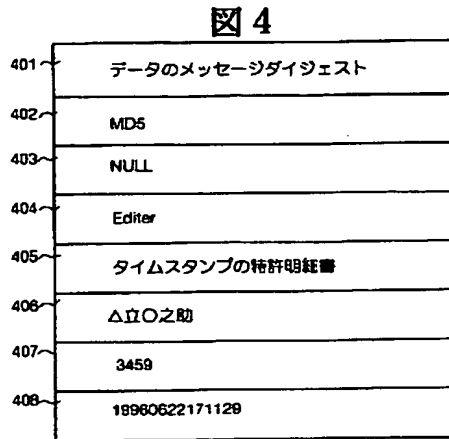 図4
401 データのメッセージダイジェスト
402 MD5
403 NULL
404 Editer
405 タイムスタンプの特許明細書
406 △立〇之助
407 3459
408 19960622171129